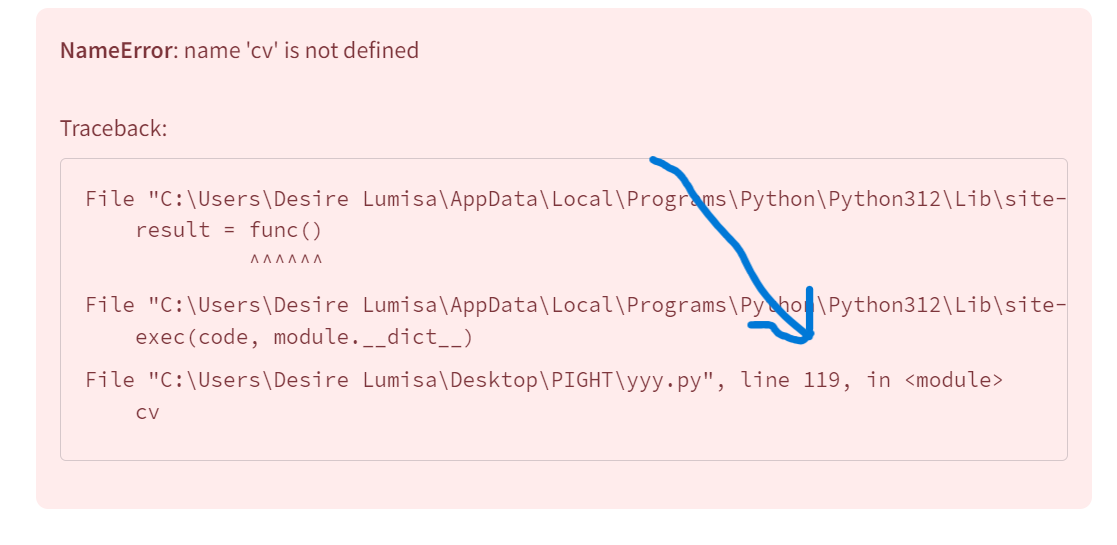 NameError: name 'cv' is not defined
Traceback:
File "C:\Users\Desire Lumisa\AppData\Local\Programs\Python\Python312\Lib\site-
result = func()
^^^^^^
File "C:\Users\Desire Lumisa\AppData\Local\Programs\Python\Python312\Lib\site-
exec(code, module.__dict__)
File "C:\Users\Desire Lumisa\Desktop\PIGHT\yyy.py", line 119, in <module>
cv